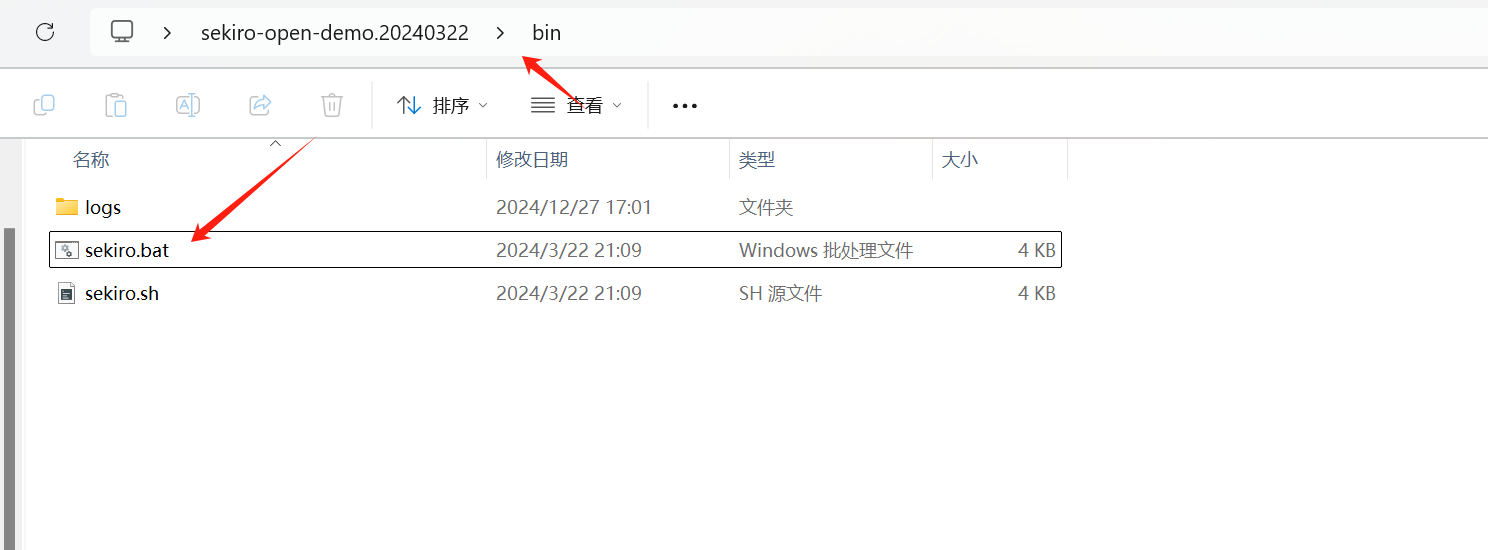 sekiro-open-demo.20240322 > bin
排序 查看
名称 修改日期 类型 大小
logs 2024/12/27 17:01 文件夹
sekiro.bat 2024/3/22 21:09 Windows 批处理文件 4 KB
sekiro.sh 2024/3/22 21:09 SH 源文件 4 KB